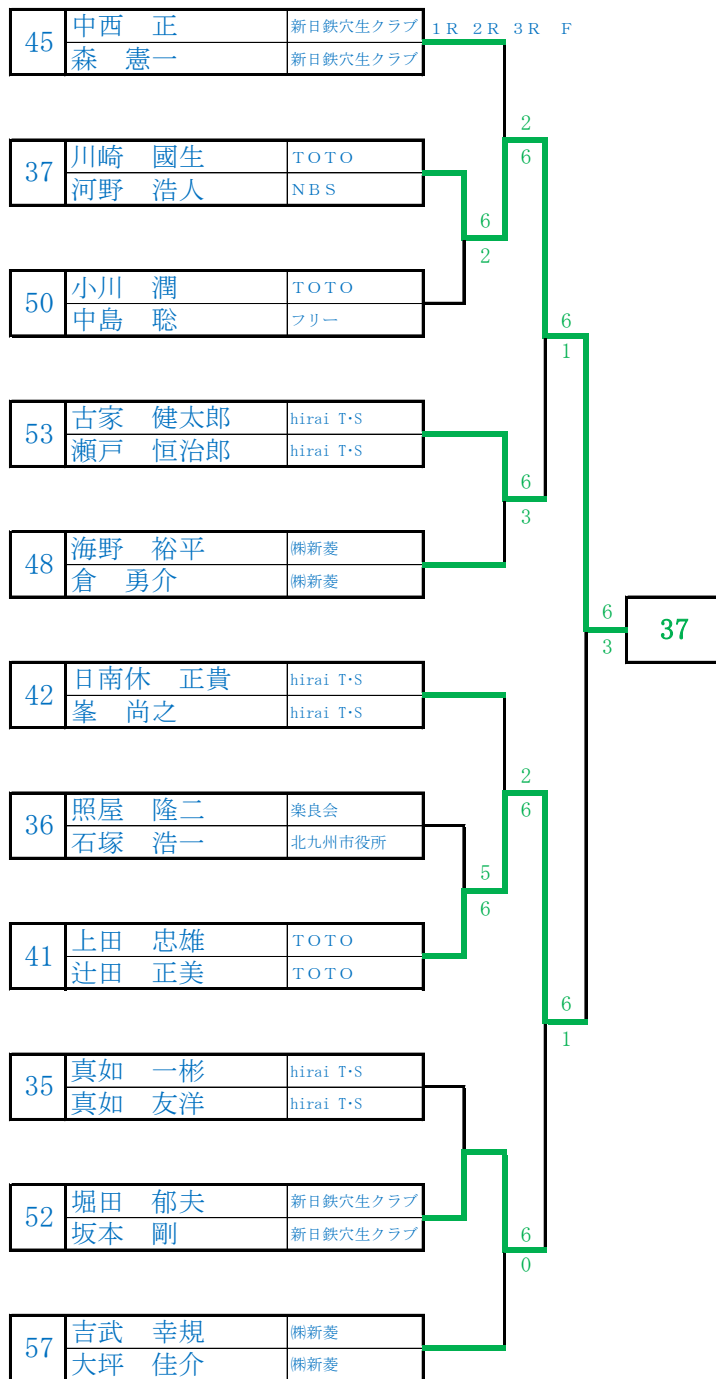 45 中西　正 新日鉄穴生クラブ 1R 2R 3R F
森　憲一 新日鉄穴生クラブ
2
37 川崎　國生 TOTO 6
河野　浩人 NBS
6
2
50 小川　潤 TOTO
中島　聡 フリー 6
1
53 古家　健太郎 hirai T･S
瀬戸　恒治郎 hirai T･S
6
3
48 海野　裕平 ㈱新菱
倉　勇介 ㈱新菱
6
37
3
42 日南休　正貴 hirai T･S
峯　尚之 hirai T･S
2
36 照屋　隆二 楽良会 6
石塚　浩一 北九州市役所
5
6
41 上田　忠雄 TOTO
辻田　正美 TOTO
6
1
35 真如　一彬 hirai T･S
真如　友洋 hirai T･S
52 堀田　郁夫 新日鉄穴生クラブ
坂本　剛 新日鉄穴生クラブ 6
0
57 吉武　幸規 ㈱新菱
大坪　佳介 ㈱新菱